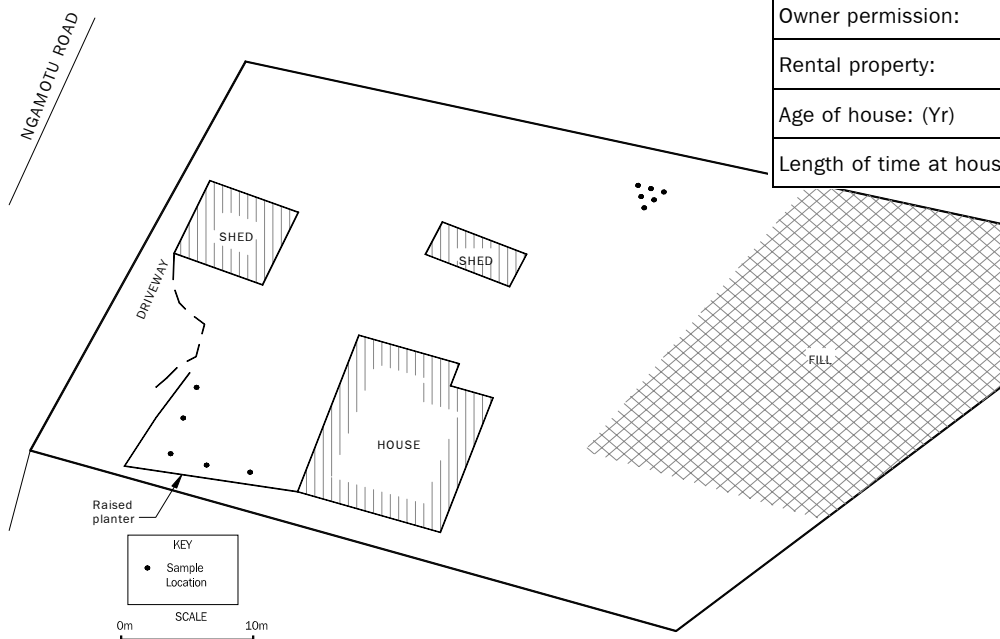 Owner permission:
Rental property:
Age of house: (Yr)
Length of time at hous
NGAMOTU ROAD
SHED
SHED
DRIVEWAY
FILL
HOUSE
Raised
planter
KEY
Sample
Location
SCALE
0m 10m